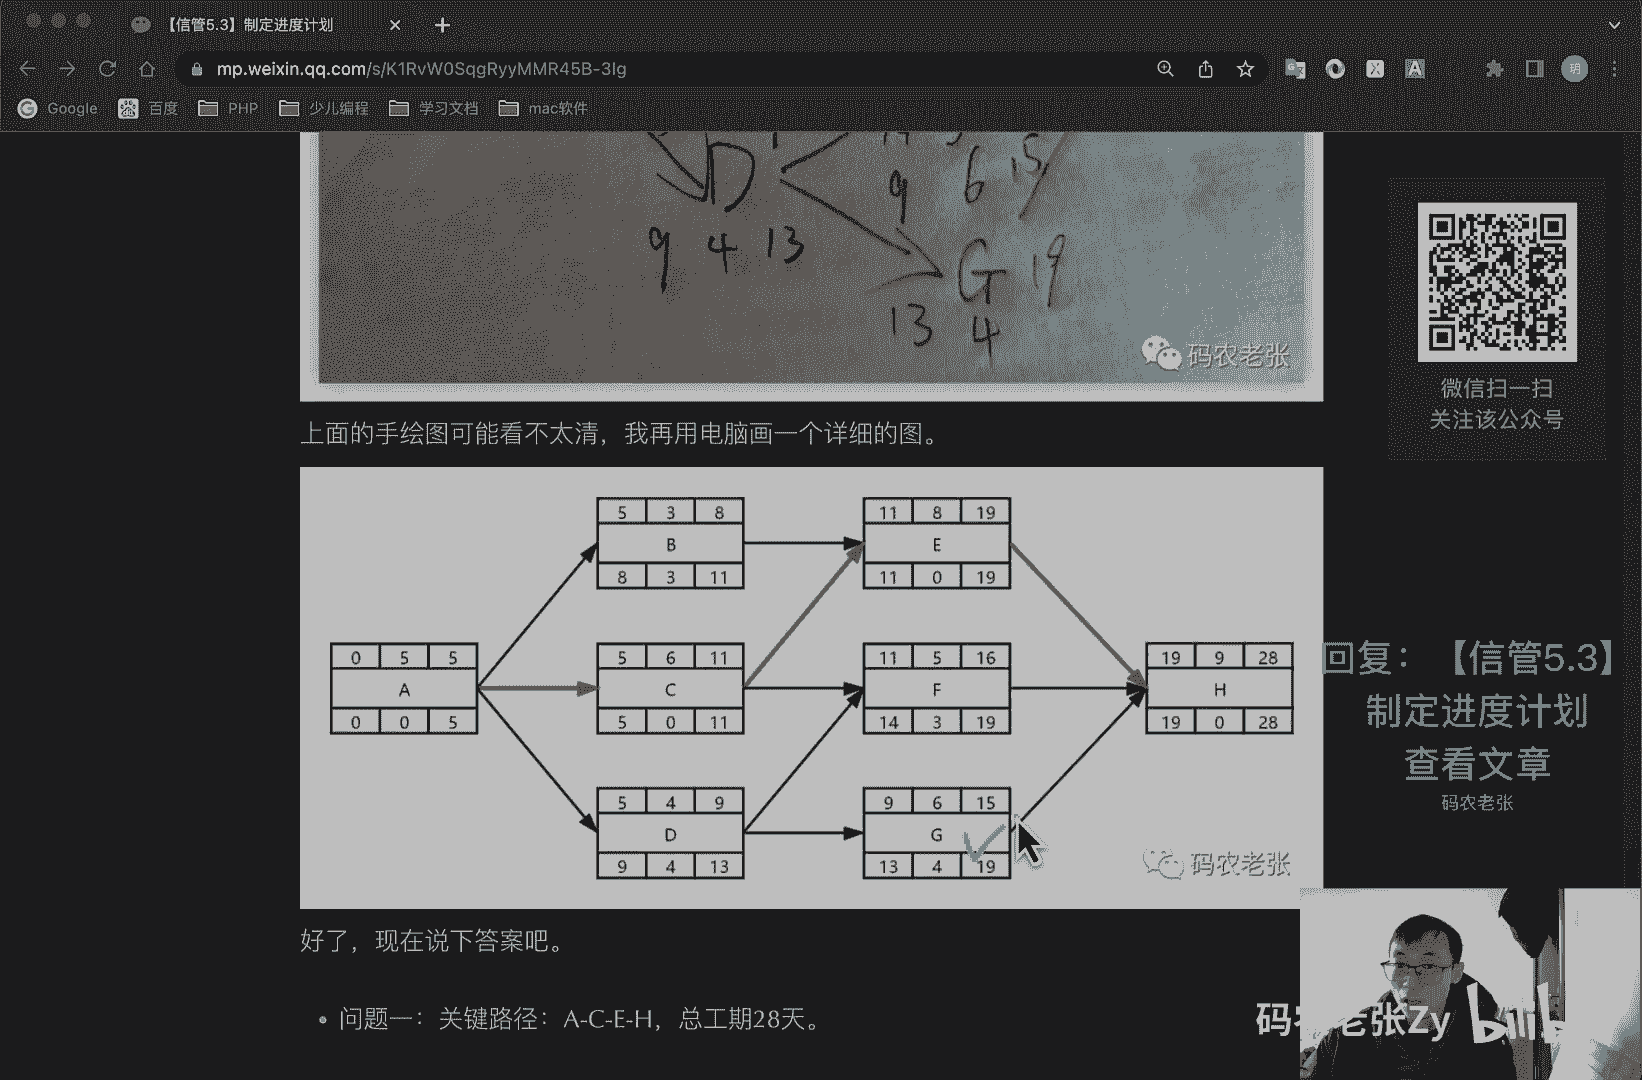 【信管5.3】制定进度计划
mp.weixin.qq.com/s/K1RvW0SqgRyyMMR45B-3lg
Google 百度 PHP 少儿编程 学习文档 mac软件
D
9 6 15
9 4 13
G 19
13 4
码农老张
微信扫一扫
关注该公众号
上面的手绘图可能看不太清，我再用电脑画一个详细的图。
5 3 8
B
8 3 11
11 8 19
E
11 0 19
0 5 5
A
0 0 5
5 6 11
C
5 0 11
11 5 16
F
14 3 19
19 9 28
H
19 0 28
5 4 9
D
9 4 13
9 6 15
G
13 4 19
码农老张
回复：【信管5.3】
制定进度计划
查看文章
码农老张
好了，现在说下答案吧。
• 问题一：关键路径：A-C-E-H，总工期28天。
码农老张Zy